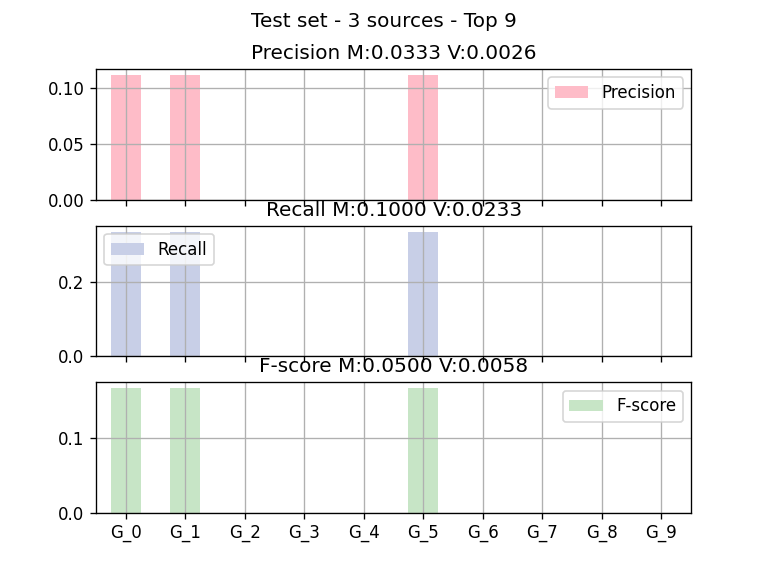 Test set - 3 sources - Top 9
Precision M:0.0333 V:0.0026
0.10
0.05
0.00
Precision
Recall M:0.1000 V:0.0233
0.2
0.0
Recall
F-score M:0.0500 V:0.0058
0.1
0.0
F-score
G_0 G_1 G_2 G_3 G_4 G_5 G_6 G_7 G_8 G_9